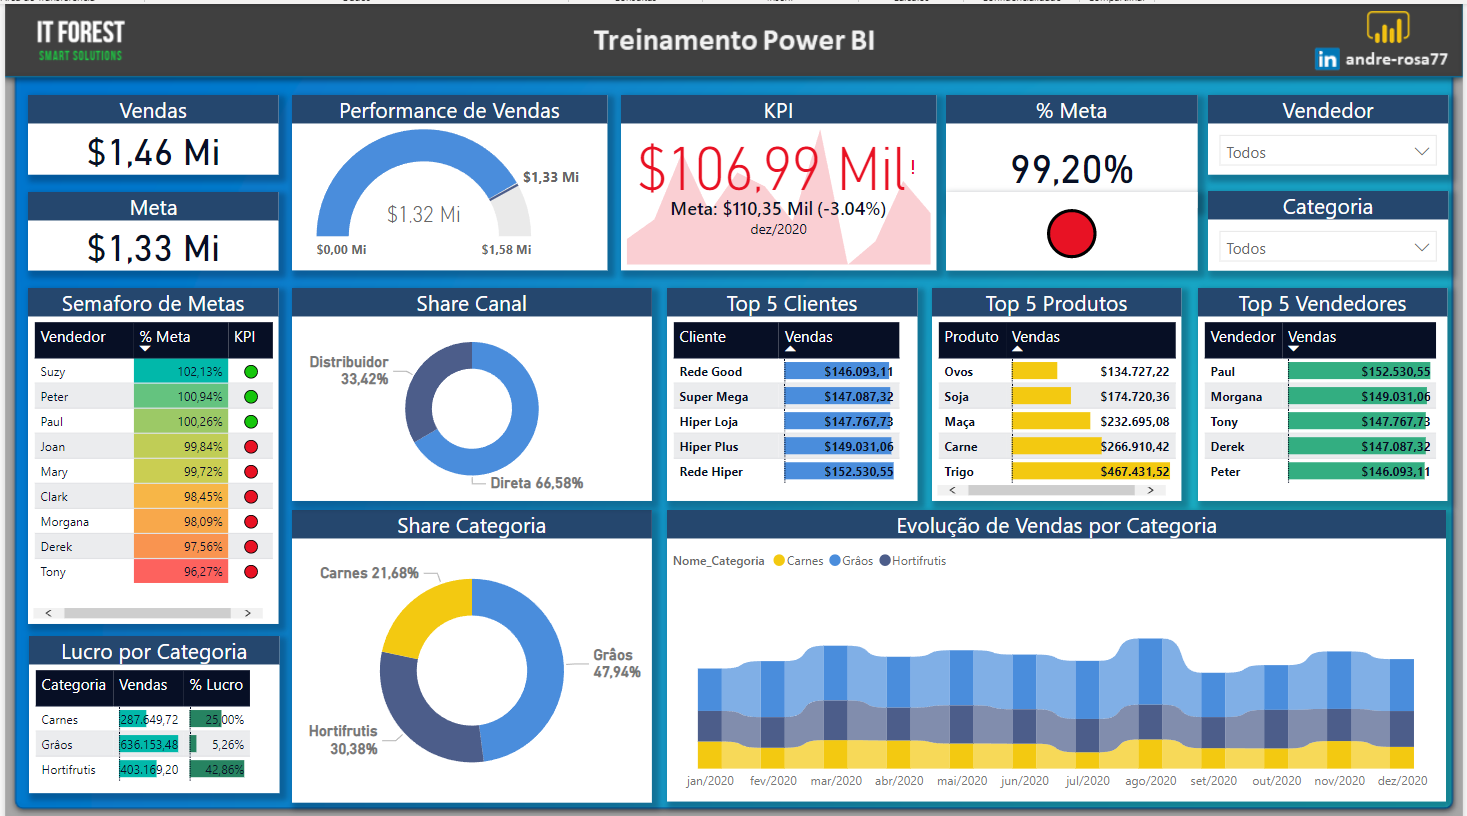 IT FOREST
SMART SOLUTIONS
Treinamento Power BI
in andre-rosa77
Vendas
$1,46 Mi
Meta
$1,33 Mi
Performance de Vendas
$1,33 Mi
$1.32 Mi
$0,00 Mi
$1,58 Mi
KPI
$106,99 Mil!
Meta: $110,35 Mil (-3.04%)
dez/2020
% Meta
99,20%
Vendedor
Todos
Categoria
Todos
Semaforo de Metas
Vendedor % Meta KPI
Suzy 102,13%
Peter 100,94%
Paul 100,26%
Joan 99,84%
Mary 99,72%
Clark 98,45%
Morgana 98,09%
Derek 97,56%
Tony 96,27%
Share Canal
Distribuidor
33,42%
Direta 66,58%
Top 5 Clientes
Cliente Vendas
Rede Good $146.093,11
Super Mega $147.087,32
Hiper Loja $147.767,73
Hiper Plus $149.031,06
Rede Hiper $152.530,55
Top 5 Produtos
Produto Vendas
Ovos $134.727,22
Soja $174.720,36
Maça $232.695,08
Carne $266.910,42
Trigo $467.431,52
Top 5 Vendedores
Vendedor Vendas
Paul $152.530,55
Morgana $149.031,06
Tony $147.767,73
Derek $147.087,32
Peter $146.093,11
Lucro por Categoria
Categoria Vendas % Lucro
Carnes 287.649,72 25,00%
Grâos 636.153,48 5,26%
Hortifrutis 403.169,20 42,86%
Share Categoria
Carnes 21,68%
Grâos
47,94%
Hortifrutis
30,38%
Evolução de Vendas por Categoria
Nome_Categoria Carnes Grâos Hortifrutis
jan/2020 fev/2020 mar/2020 abr/2020 mai/2020 jun/2020 jul/2020 ago/2020 set/2020 out/2020 nov/2020 dez/2020